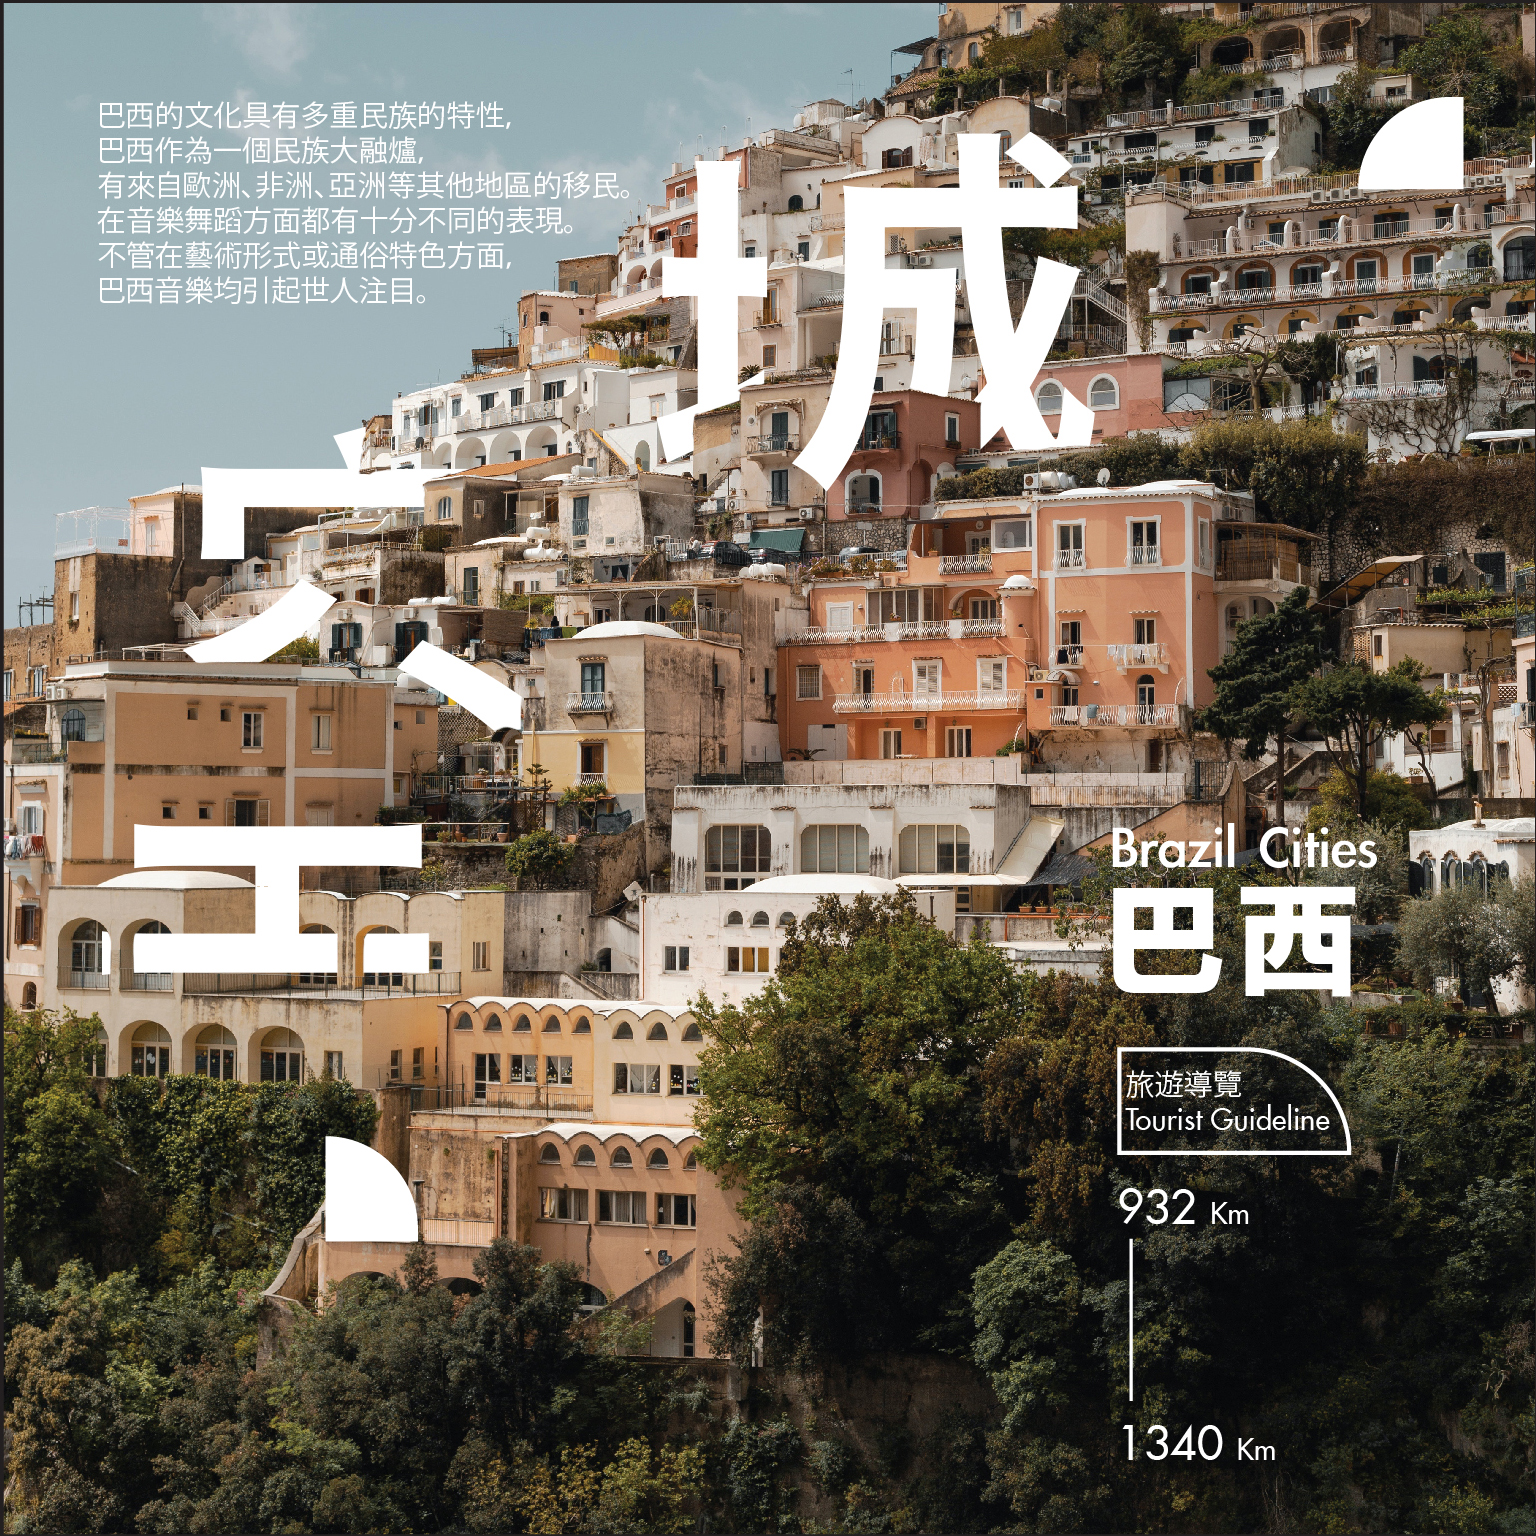 巴西的文化具有多重民族的特性,
巴西作為一個民族大融爐,
有來自歐洲、非洲、亞洲等其他地區的移民。
在音樂舞蹈方面都有十分不同的表現。
不管在藝術形式或通俗特色方面,
巴西音樂均引起世人注目。
城
空
Brazil Cities
巴西
旅遊導覽
Tourist Guideline
932 Km
1340 Km